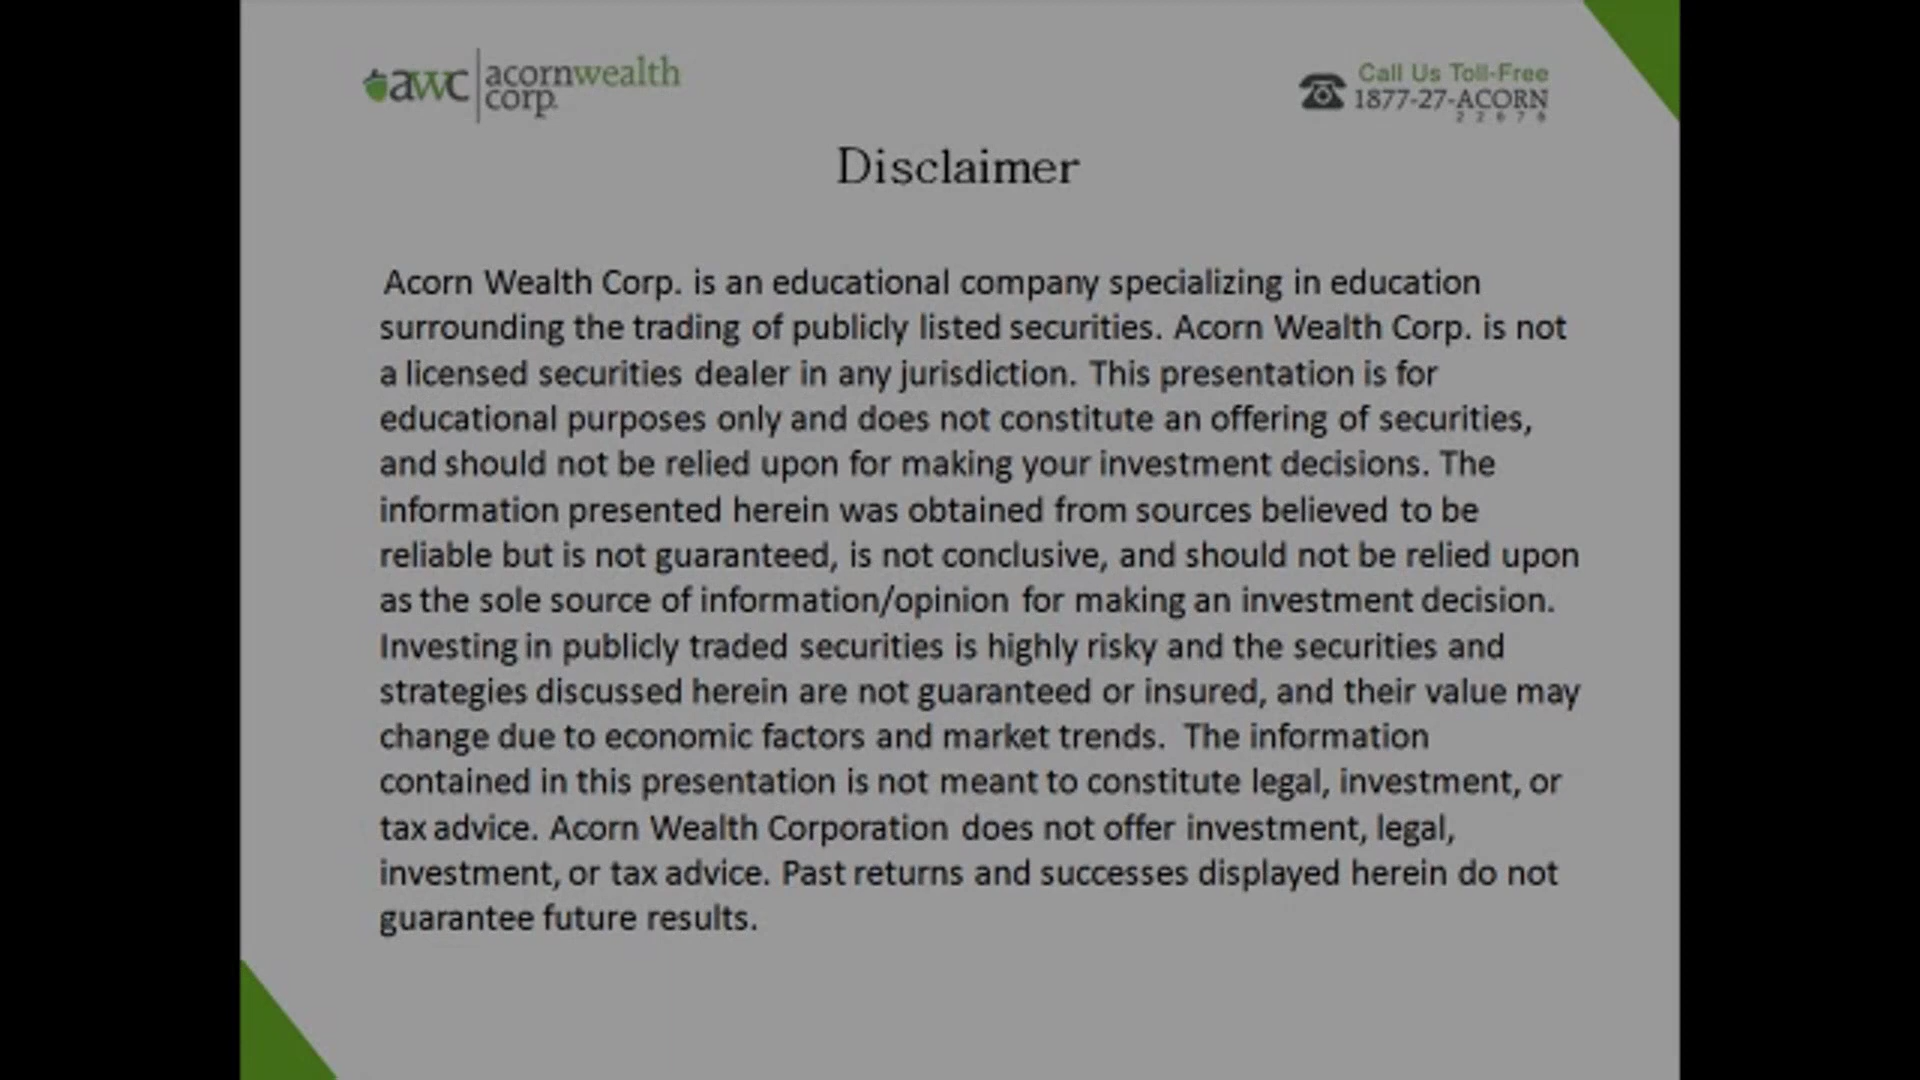 awc acornwealth
corp.
Call Us Toll-Free
1877-27-ACORN
2 2 6 7 6
Disclaimer
Acorn Wealth Corp. is an educational company specializing in education
surrounding the trading of publicly listed securities. Acorn Wealth Corp. is not
a licensed securities dealer in any jurisdiction. This presentation is for
educational purposes only and does not constitute an offering of securities,
and should not be relied upon for making your investment decisions. The
information presented herein was obtained from sources believed to be
reliable but is not guaranteed, is not conclusive, and should not be relied upon
as the sole source of information/opinion for making an investment decision.
Investing in publicly traded securities is highly risky and the securities and
strategies discussed herein are not guaranteed or insured, and their value may
change due to economic factors and market trends. The information
contained in this presentation is not meant to constitute legal, investment, or
tax advice. Acorn Wealth Corporation does not offer investment, legal,
investment, or tax advice. Past returns and successes displayed herein do not
guarantee future results.